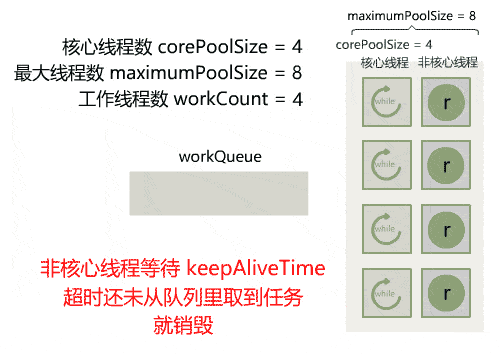 maximumPoolSize = 8
核心线程数 corePoolSize = 4
corePoolSize = 4
最大线程数 maximumPoolSize = 8
核心线程 非核心线程
工作线程数 workCount = 4
while r
workQueue
while r
while r
非核心线程等待 keepAliveTime
超时还未从队列里取到任务
就销毁
while r